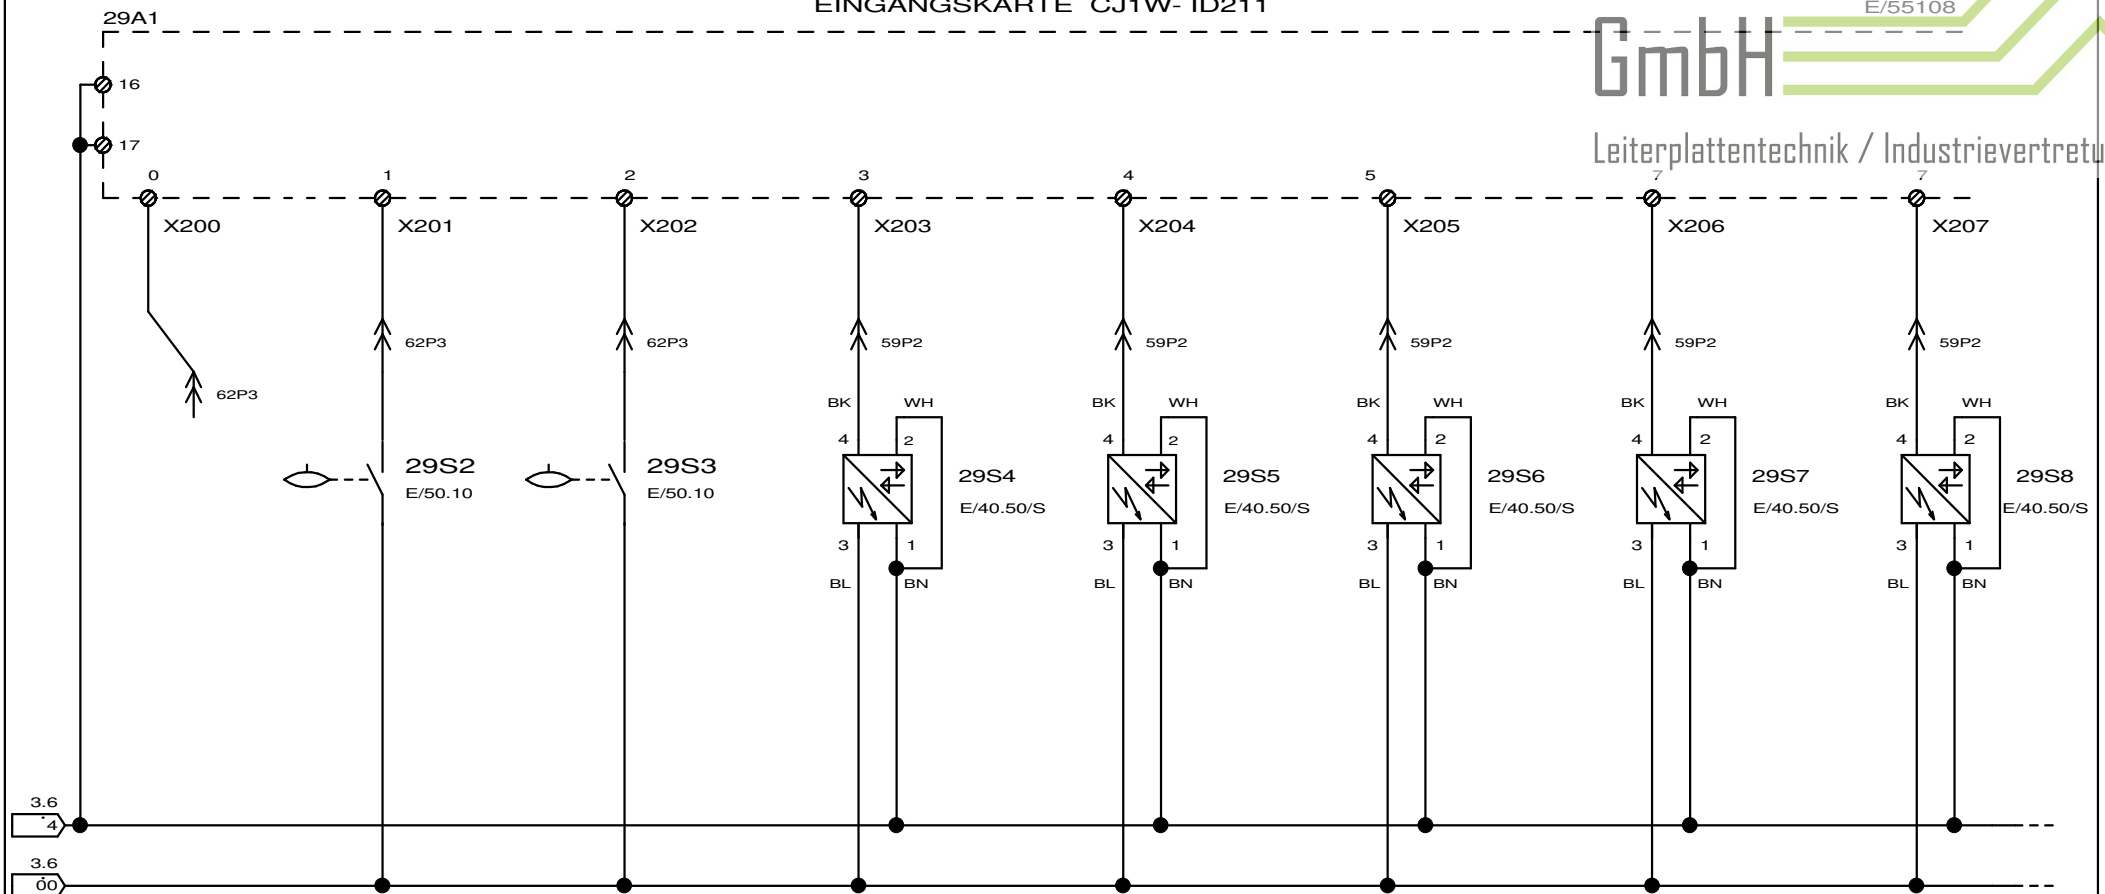 EINGANGSKARTE CJ1W- ID211
E/55108
29A1
GmbH
16
17
Leiterplattentechnik / Industrievertretu
0 1 2 3 4 5 7 7
X200 X201 X202 X203 X204 X205 X206 X207
62P3 62P3 59P2 59P2 59P2 59P2 59P2
62P3
BK WH BK WH BK WH BK WH BK WH
4 2 4 2 4 2 4 2 4 2
29S2 29S3 29S4 29S5 29S6 29S7 29S8
E/50.10 E/50.10 E/40.50/S E/40.50/S E/40.50/S E/40.50/S E/40.50/S
3 1 3 1 3 1 3 1 3 1
BL BN BL BN BL BN BL BN BL BN
3.6
4
3.6
00